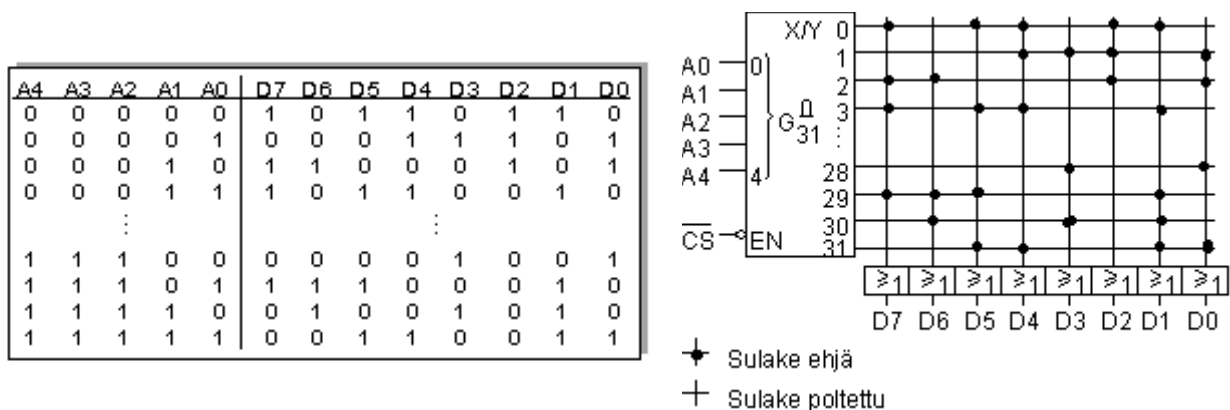 A4 A3 A2 A1 A0 D7 D6 D5 D4 D3 D2 D1 D0
0 0 0 0 0 1 0 1 1 0 1 1 0
0 0 0 0 1 0 0 0 1 1 1 0 1
0 0 0 1 0 1 1 0 0 0 1 0 1
0 0 0 1 1 1 0 1 1 0 0 1 0
⋮ ⋮
1 1 1 0 0 0 0 0 0 1 0 0 1
1 1 1 0 1 1 1 1 0 0 0 1 0
1 1 1 1 0 0 1 0 0 1 0 1 0
1 1 1 1 1 0 0 1 1 0 0 1 1
X/Y 0
1
A0 0
2
A1
A2 G 0/31 3
⋮
A3
A4 4 28
29
30
CS EN
31
≥1 ≥1 ≥1 ≥1 ≥1 ≥1 ≥1 ≥1
D7 D6 D5 D4 D3 D2 D1 D0
Sulake ehjä
Sulake poltettu